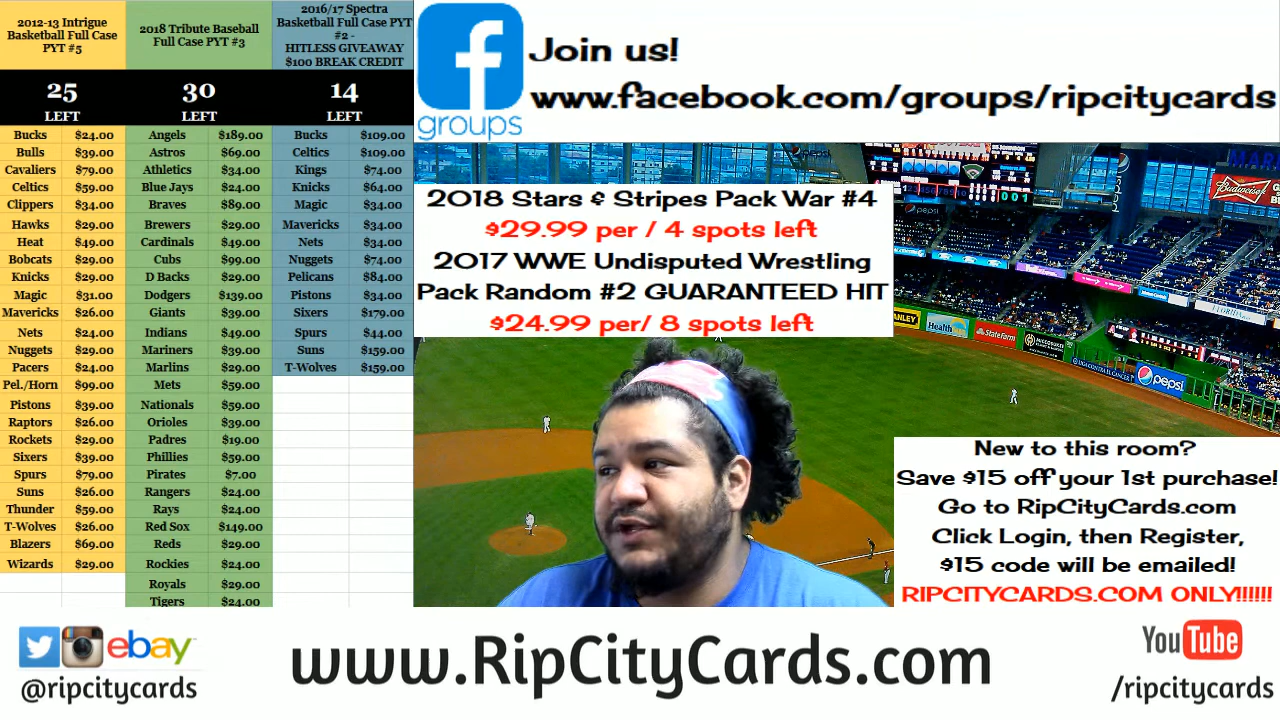 2012-13 Intrigue
Basketball Full Case
PYT #5
25
LEFT
Bucks $24.00
Bulls $39.00
Cavaliers $79.00
Celtics $59.00
Clippers $34.00
Hawks $29.00
Heat $49.00
Bobcats $29.00
Knicks $29.00
Magic $31.00
Mavericks $26.00
Nets $24.00
Nuggets $29.00
Pacers $24.00
Pel./Horn $99.00
Pistons $39.00
Raptors $26.00
Rockets $29.00
Sixers $39.00
Spurs $79.00
Suns $26.00
Thunder $59.00
T-Wolves $26.00
Blazers $69.00
Wizards $29.00
2018 Tribute Baseball
Full Case PYT #3
30
LEFT
Angels $189.00
Astros $69.00
Athletics $34.00
Blue Jays $24.00
Braves $89.00
Brewers $29.00
Cardinals $49.00
Cubs $99.00
D Backs $29.00
Dodgers $139.00
Giants $39.00
Indians $49.00
Mariners $39.00
Marlins $29.00
Mets $59.00
Nationals $59.00
Orioles $39.00
Padres $19.00
Phillies $59.00
Pirates $7.00
Rangers $24.00
Rays $24.00
Red Sox $149.00
Reds $29.00
Rockies $24.00
Royals $29.00
Tigers $24.00
2016/17 Spectra
Basketball Full Case PYT
#2 -
HITLESS GIVEAWAY
$100 BREAK CREDIT
14
LEFT
Bucks $109.00
Celtics $109.00
Kings $74.00
Knicks $64.00
Magic $34.00
Mavericks $34.00
Nets $34.00
Nuggets $74.00
Pelicans $84.00
Pistons $34.00
Sixers $179.00
Spurs $44.00
Suns $159.00
T-Wolves $159.00
f
groups
Join us!
www.facebook.com/groups/ripcitycards
2018 Stars & Stripes Pack War #4
$29.99 per / 4 spots left
2017 WWE Undisputed Wrestling
Pack Random #2 GUARANTEED HIT
$24.99 per/ 8 spots left
Budweiser
pepsi
Health
State Farm
pepsi
New to this room?
Save $15 off your 1st purchase!
Go to RipCityCards.com
Click Login, then Register,
$15 code will be emailed!
RIPCITYCARDS.COM ONLY!!!!!!
ebay
@ripcitycards
www.RipCityCards.com
YouTube
/ripcitycards